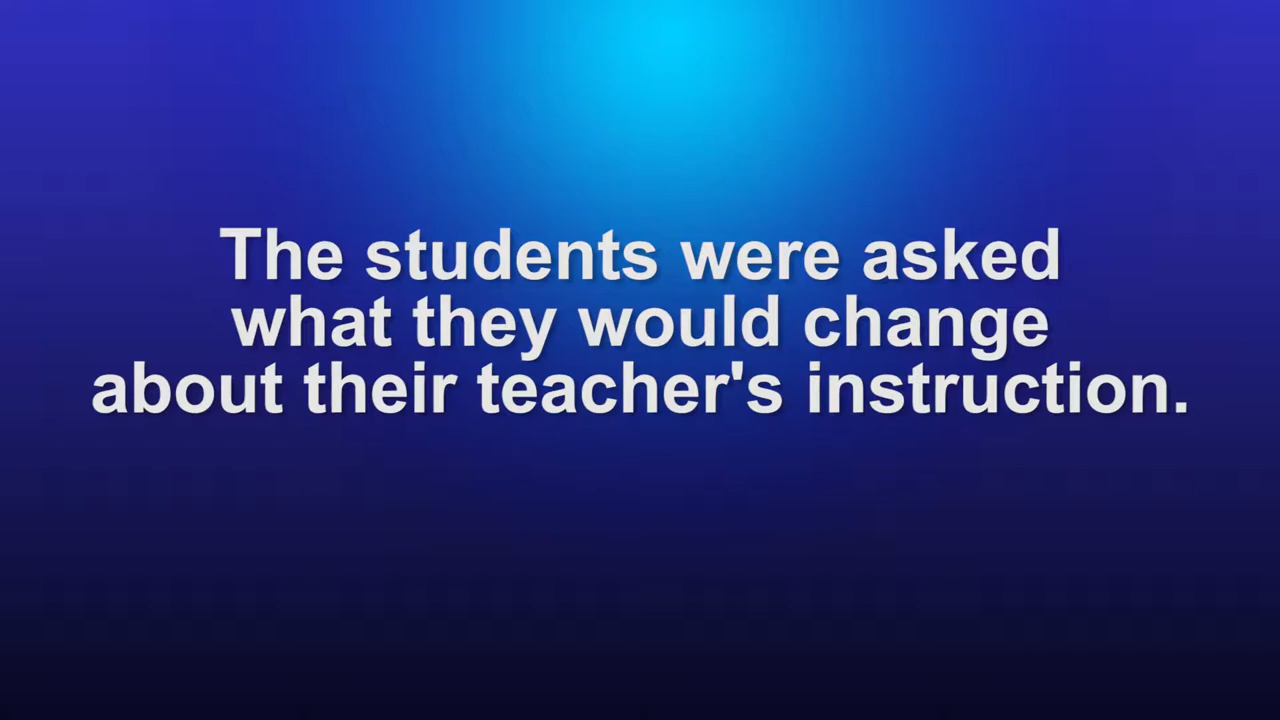 The students were asked
what they would change
about their teacher's instruction.